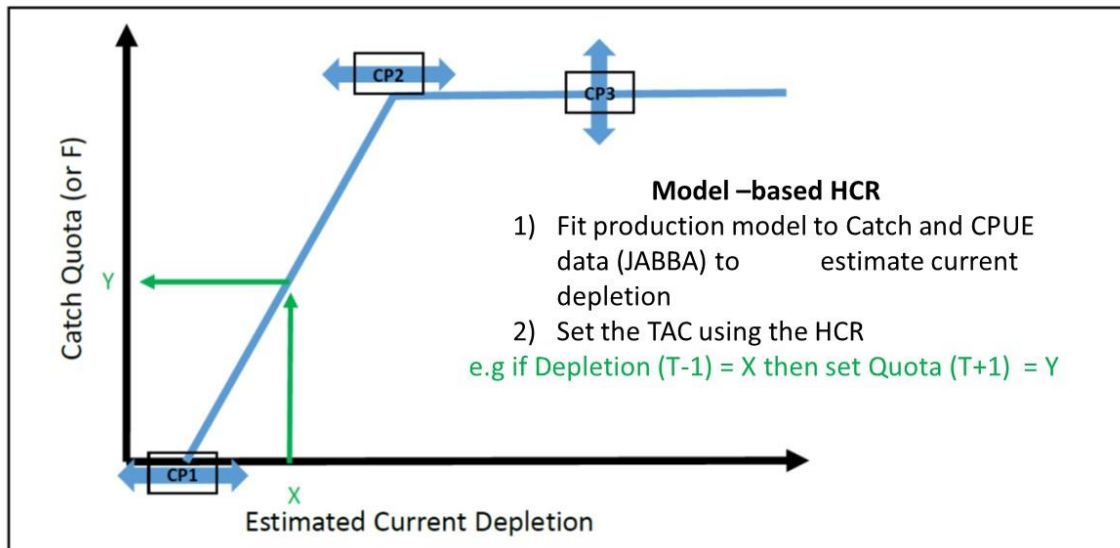 CP2
CP3
Catch Quota (or F)
Model –based HCR
1) Fit production model to Catch and CPUE
data (JABBA) to estimate current
depletion
2) Set the TAC using the HCR
e.g if Depletion (T-1) = X then set Quota (T+1) = Y
Y
CP1
X
Estimated Current Depletion